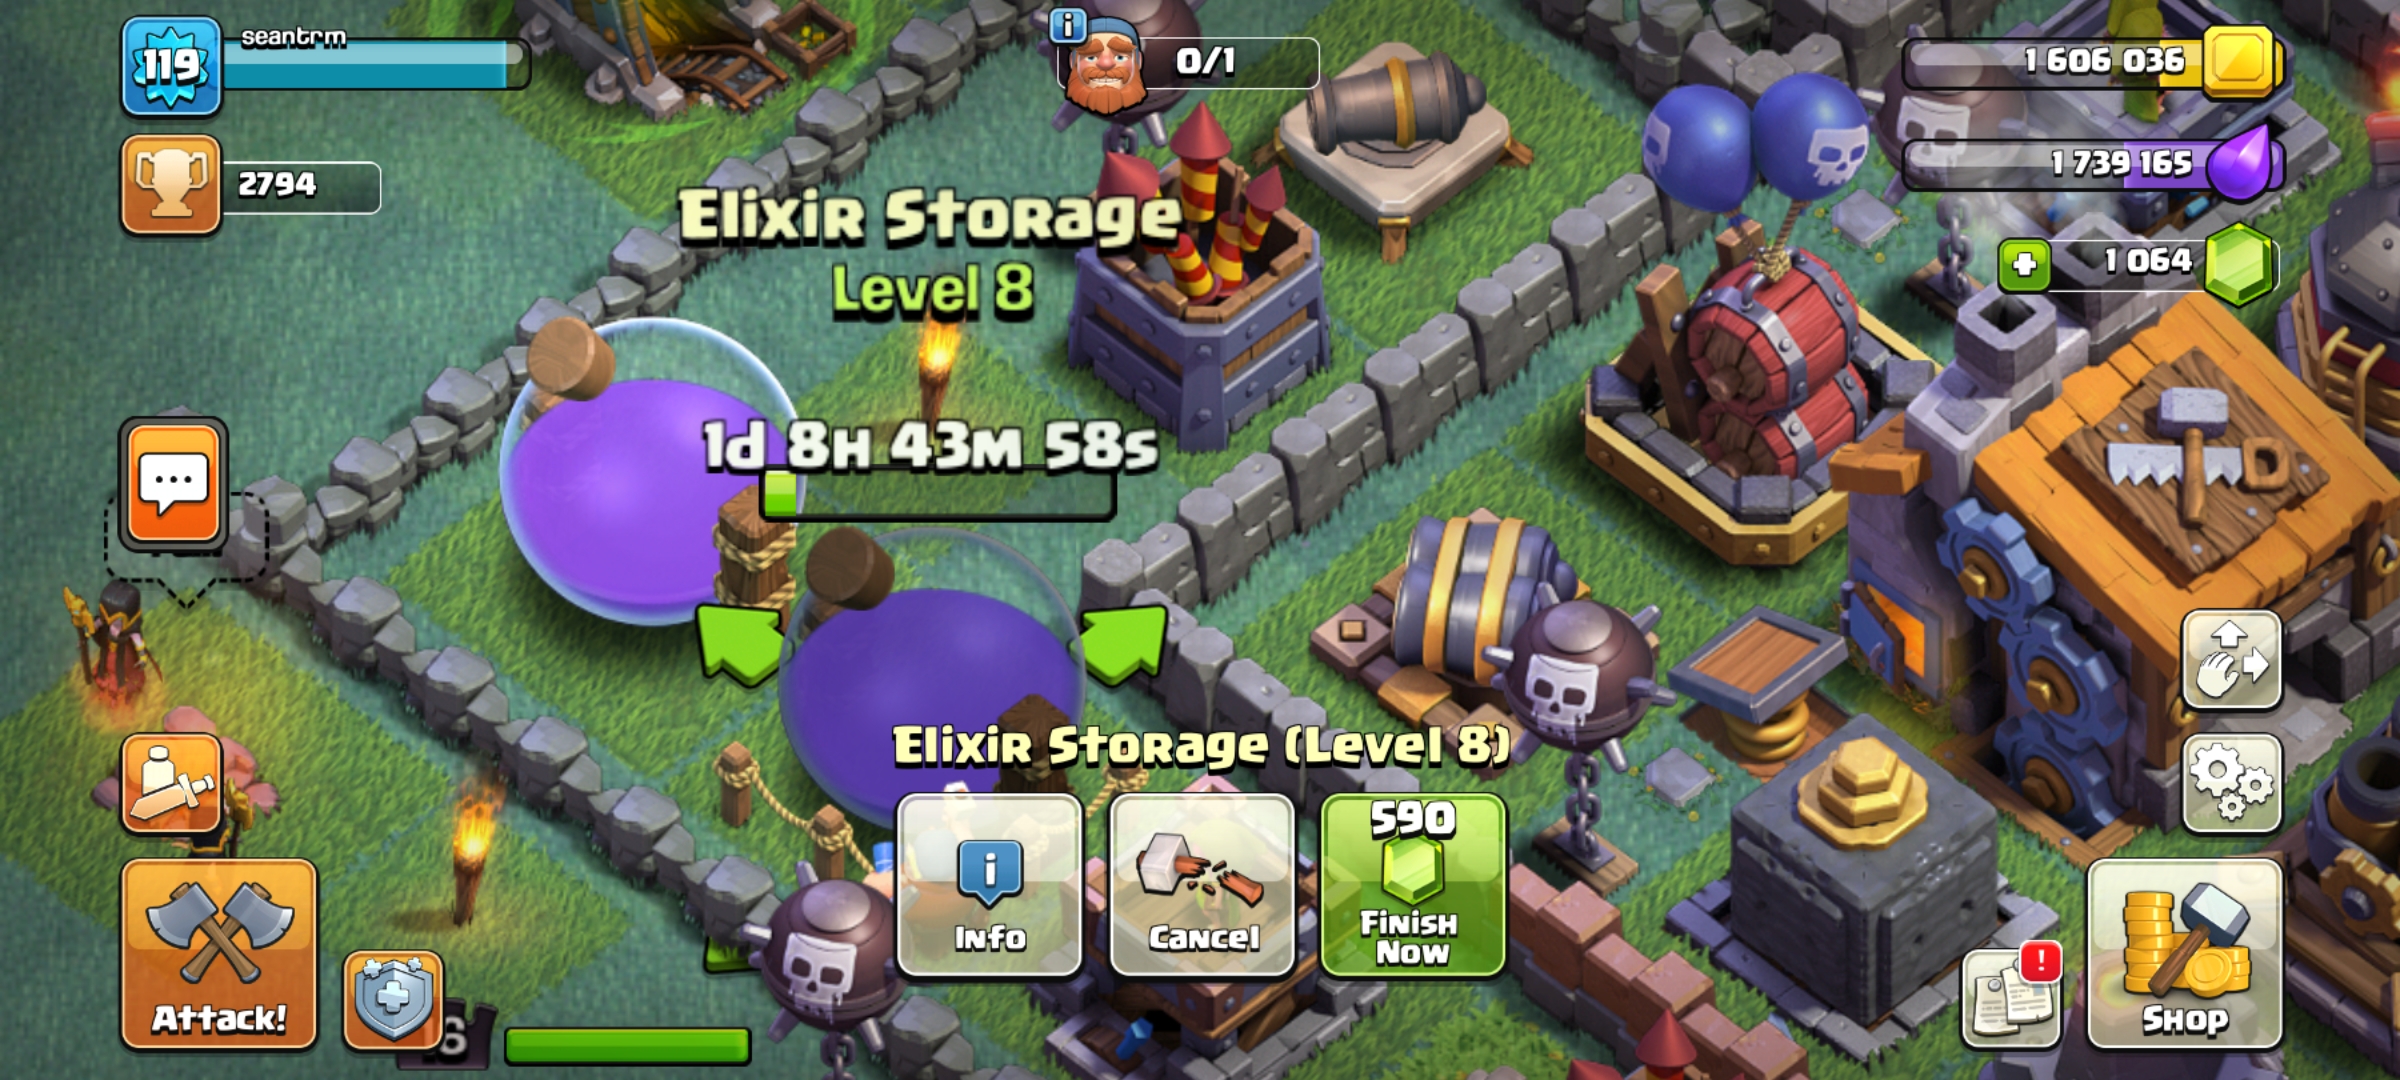 119
seantrm
0/1
1 606 036
2794
1 739 165
1 064
Elixir Storage
Level 8
1d 8H 43M 58s
Elixir Storage (Level 8)
590
Info
Cancel
Finish
Now
Attack!
6
!
Shop